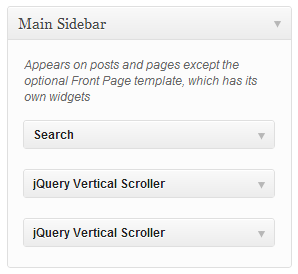 Main Sidebar
Appears on posts and pages except the
optional Front Page template, which has its
own widgets
Search
jQuery Vertical Scroller
jQuery Vertical Scroller